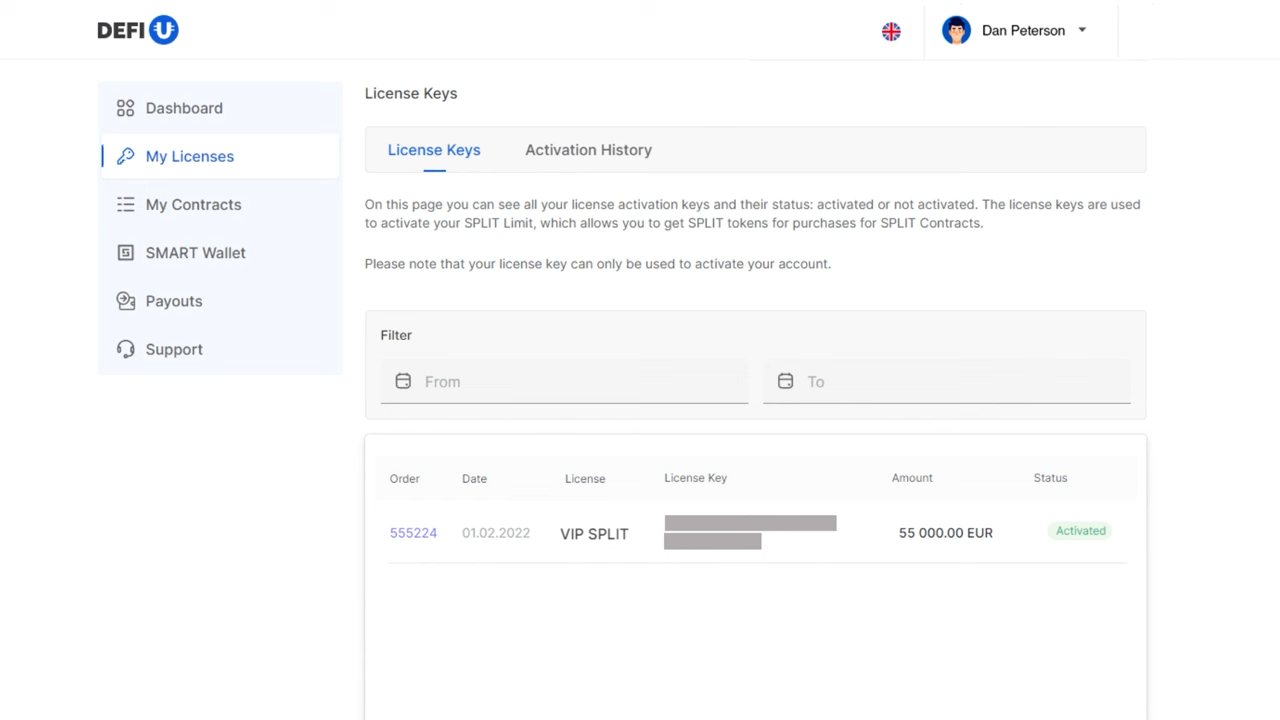 DEFI U
Dan Peterson
Dashboard
My Licenses
My Contracts
SMART Wallet
Payouts
Support
License Keys
License Keys
Activation History
On this page you can see all your license activation keys and their status: activated or not activated. The license keys are used
to activate your SPLIT Limit, which allows you to get SPLIT tokens for purchases for SPLIT Contracts.
Please note that your license key can only be used to activate your account.
Filter
From
To
Order Date License License Key Amount Status
555224 01.02.2022 VIP SPLIT 55 000.00 EUR Activated